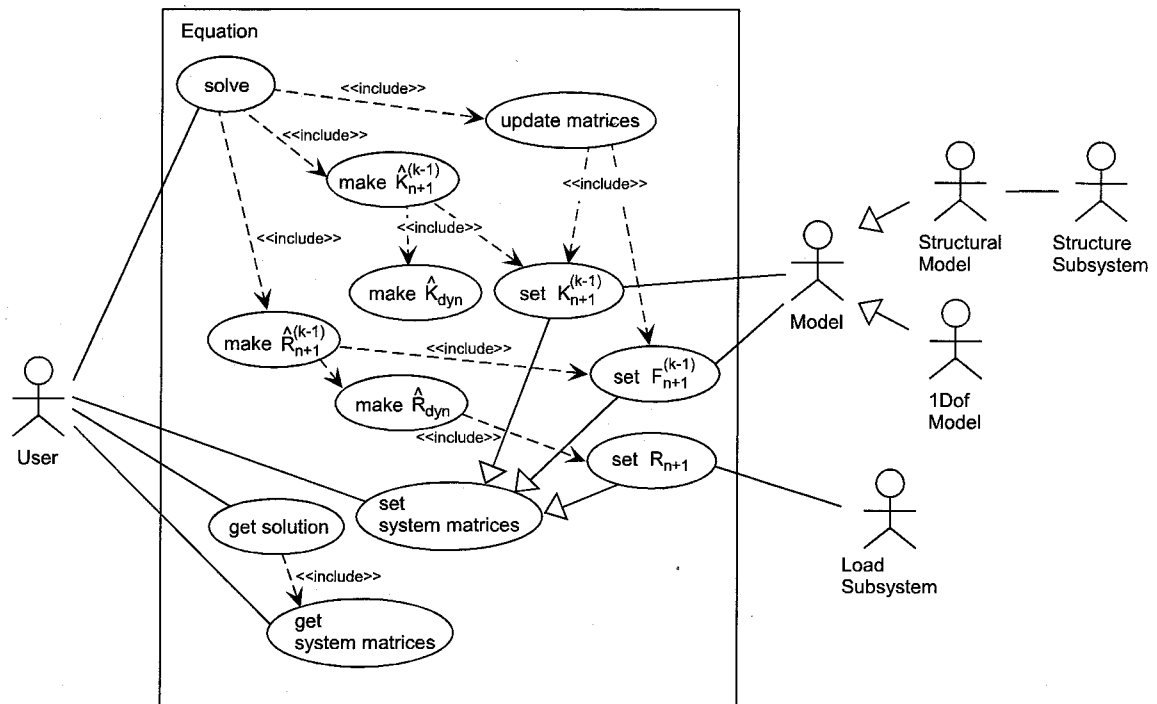 Equation
solve
<<include>>
update matrices
<<include>>
make K̂ₙ₊₁⁽ᵏ⁻¹⁾
<<include>>
<<include>>
<<include>>
make K̂dyn
set Kₙ₊₁⁽ᵏ⁻¹⁾
make R̂ₙ₊₁⁽ᵏ⁻¹⁾
<<include>>
set Fₙ₊₁⁽ᵏ⁻¹⁾
make R̂dyn
<<include>>
set Rₙ₊₁
set
system matrices
get solution
<<include>>
get
system matrices
User
Model
Structural
Model
Structure
Subsystem
1Dof
Model
Load
Subsystem